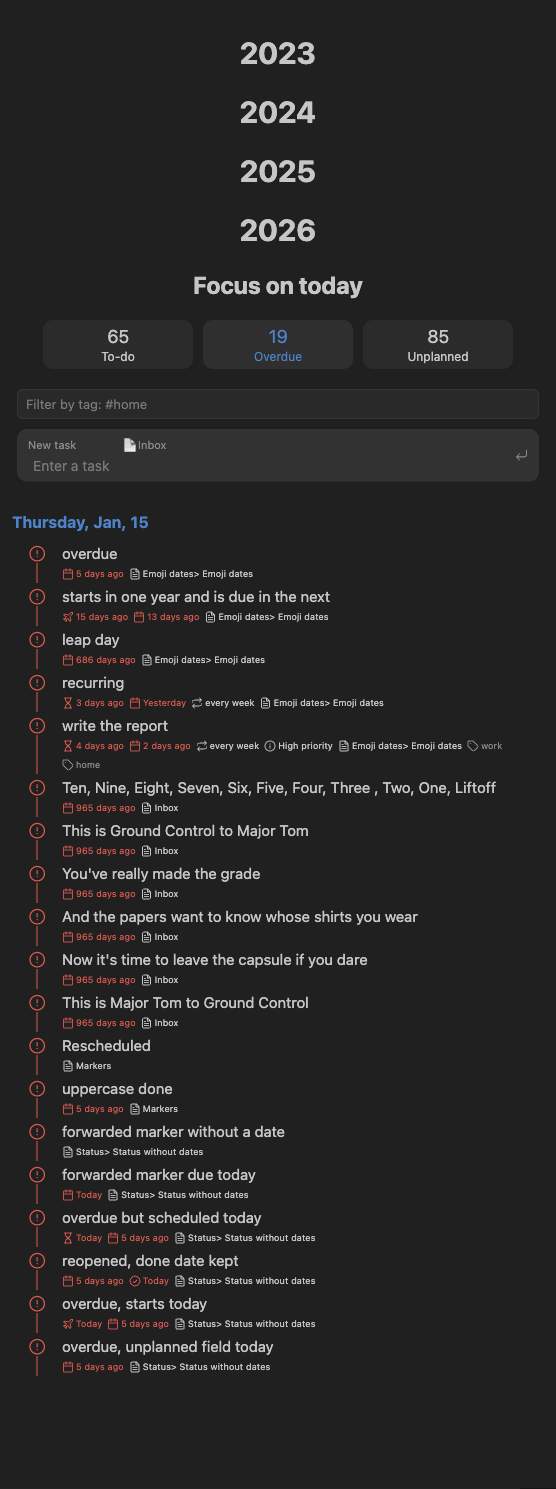 2023
2024
2025
2026
Focus on today
65 19 85
To-do Overdue Unplanned
Filter by tag: #home
New task Inbox
Enter a task
Thursday, Jan, 15
overdue
5 days ago Emoji dates> Emoji dates
starts in one year and is due in the next
15 days ago 13 days ago Emoji dates> Emoji dates
leap day
686 days ago Emoji dates> Emoji dates
recurring
3 days ago Yesterday every week Emoji dates> Emoji dates
write the report
4 days ago 2 days ago every week High priority Emoji dates> Emoji dates work
home
Ten, Nine, Eight, Seven, Six, Five, Four, Three , Two, One, Liftoff
965 days ago Inbox
This is Ground Control to Major Tom
965 days ago Inbox
You've really made the grade
965 days ago Inbox
And the papers want to know whose shirts you wear
965 days ago Inbox
Now it's time to leave the capsule if you dare
965 days ago Inbox
This is Major Tom to Ground Control
965 days ago Inbox
Rescheduled
Markers
uppercase done
5 days ago Markers
forwarded marker without a date
Status> Status without dates
forwarded marker due today
Today Status> Status without dates
overdue but scheduled today
Today 5 days ago Status> Status without dates
reopened, done date kept
5 days ago Today Status> Status without dates
overdue, starts today
Today 5 days ago Status> Status without dates
overdue, unplanned field today
5 days ago Status> Status without dates